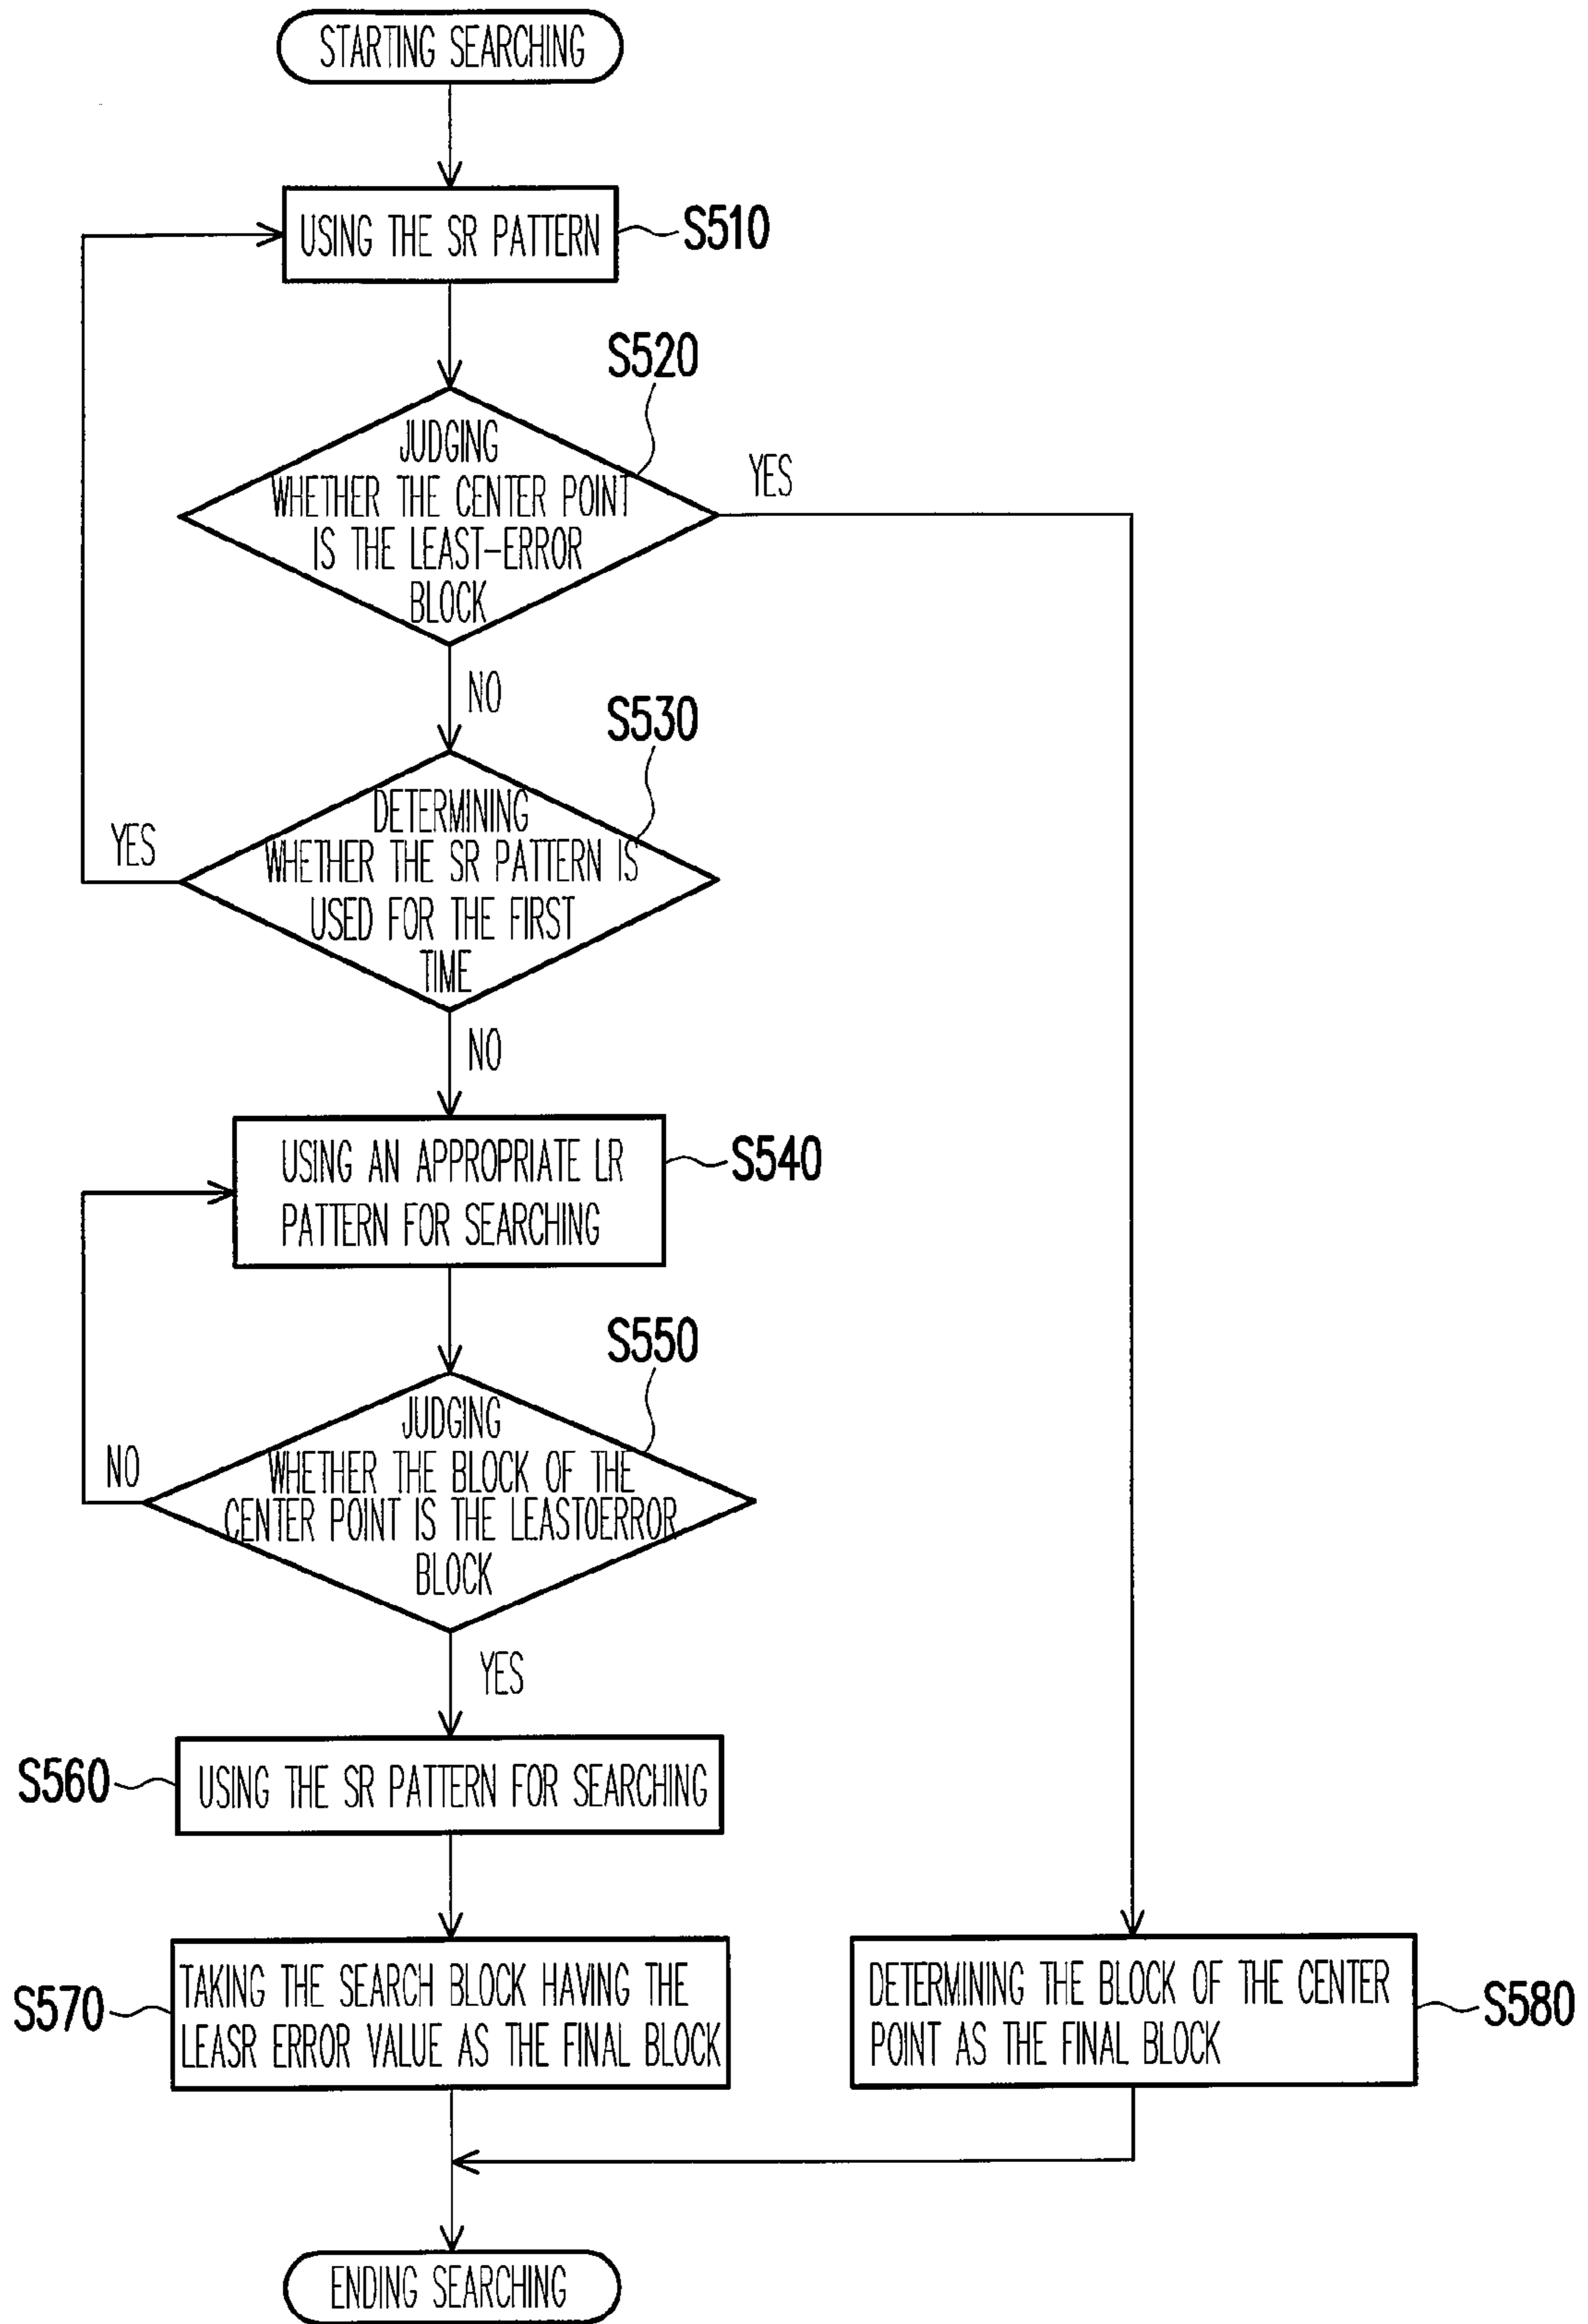 STARTING SEARCHING
USING THE SR PATTERN
S510
S520
JUDGING
WHETHER THE CENTER POINT
IS THE LEAST-ERROR
BLOCK
YES
NO
S530
DETERMINING
WHETHER THE SR PATTERN IS
USED FOR THE FIRST
TIME
YES
NO
USING AN APPROPRIATE LR
PATTERN FOR SEARCHING
S540
S550
JUDGING
WHETHER THE BLOCK OF THE
CENTER POINT IS THE LEASTOERROR
BLOCK
NO
YES
S560
USING THE SR PATTERN FOR SEARCHING
S570
TAKING THE SEARCH BLOCK HAVING THE
LEASR ERROR VALUE AS THE FINAL BLOCK
DETERMINING THE BLOCK OF THE CENTER
POINT AS THE FINAL BLOCK
S580
ENDING SEARCHING